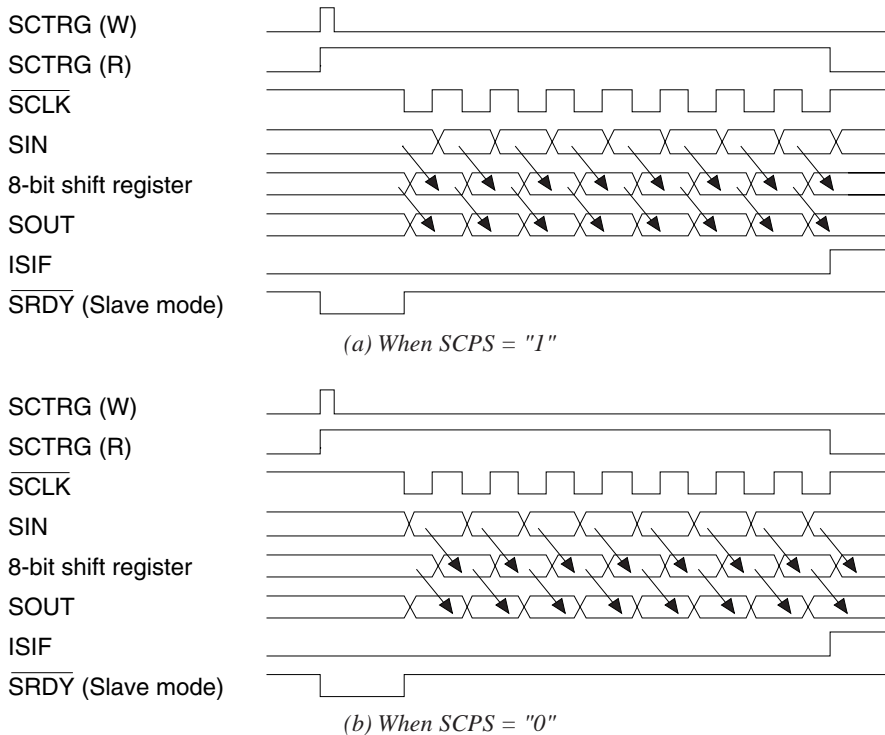 SCTRG (W)
SCTRG (R)
SCLK
SIN
8-bit shift register
SOUT
ISIF
SRDY (Slave mode)
(a) When SCPS = "1"
SCTRG (W)
SCTRG (R)
SCLK
SIN
8-bit shift register
SOUT
ISIF
SRDY (Slave mode)
(b) When SCPS = "0"